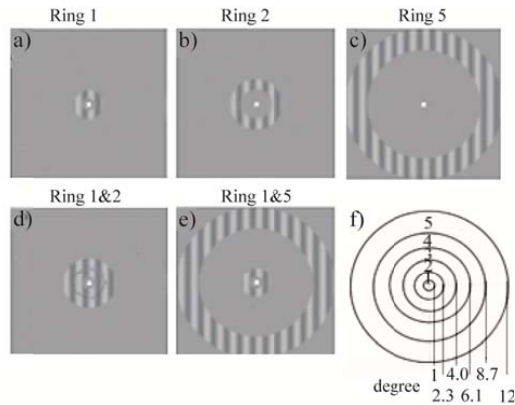 Ring 1
Ring 2
Ring 5
a)
b)
c)
Ring 1&2
Ring 1&5
d)
e)
f)
5
4
3
2
1
1 4.0 8.7
degree
2.3 6.1 12